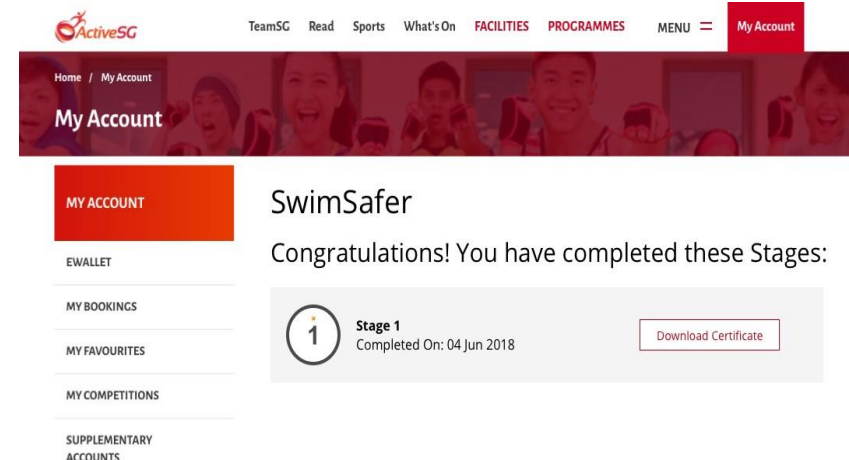 ActiveSG
TeamSG Read Sports What's On FACILITIES PROGRAMMES MENU My Account
Home / My Account
My Account
MY ACCOUNT
EWALLET
MY BOOKINGS
MY FAVOURITES
MY COMPETITIONS
SUPPLEMENTARY
ACCOUNTS
SwimSafer
Congratulations! You have completed these Stages:
1
Stage 1
Completed On: 04 Jun 2018
Download Certificate